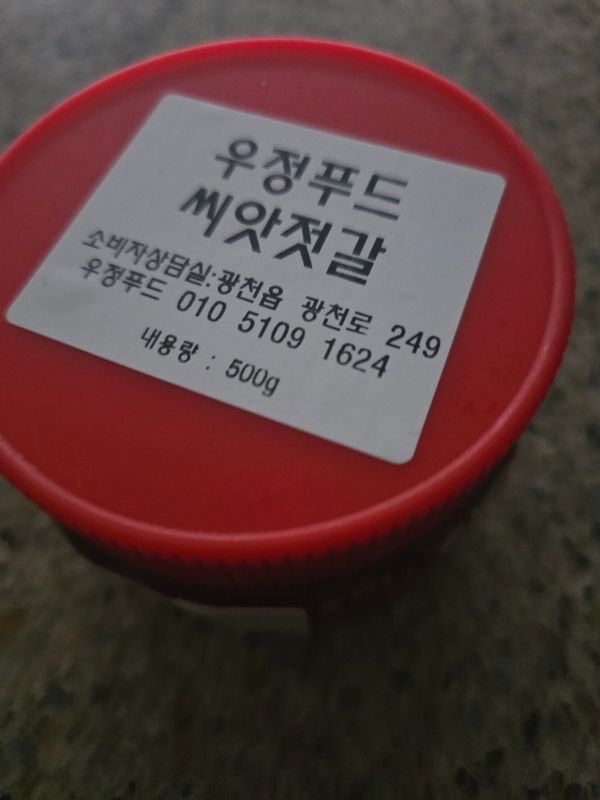 우정푸드
씨앗젓갈
소비자상담실:광천읍 광천로 249
우정푸드 010 5109 1624
내용량 : 500g